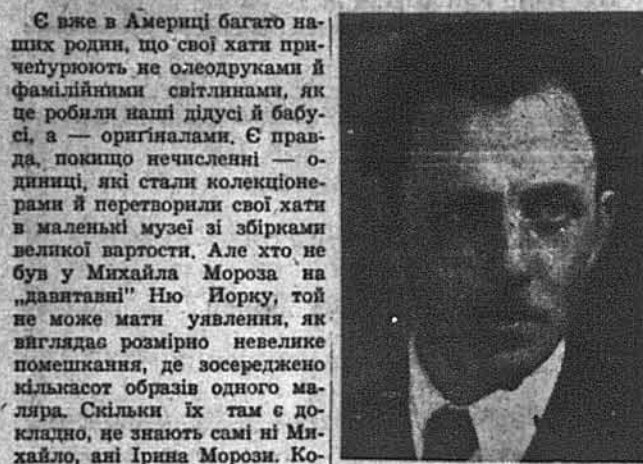 Є вже в Америці багато на-
ших родин, що свої хати при-
чепурюють не олеодруками й
фамілійними світлинами, як
це робили наші дідусі й бабу-
сі, а — оригіналами. Є прав-
да, покищо нечисленні — о-
диниці, які стали колекціоне-
рами й перетворили свої хати
в маленькі музеї зі збірками
великої вартости. Але хто не
був у Михайла Мороза на
„давнтавні" Ню Йорку, той
не може мати уявлення, як
виглядає розмірно невелике
помешкання, де зосереджено
кількасот образів одного ма-
ляра. Скільки їх там є до-
кладно, не знають самі ні Ми-
хайло, ані Ірина Морози. Ко-